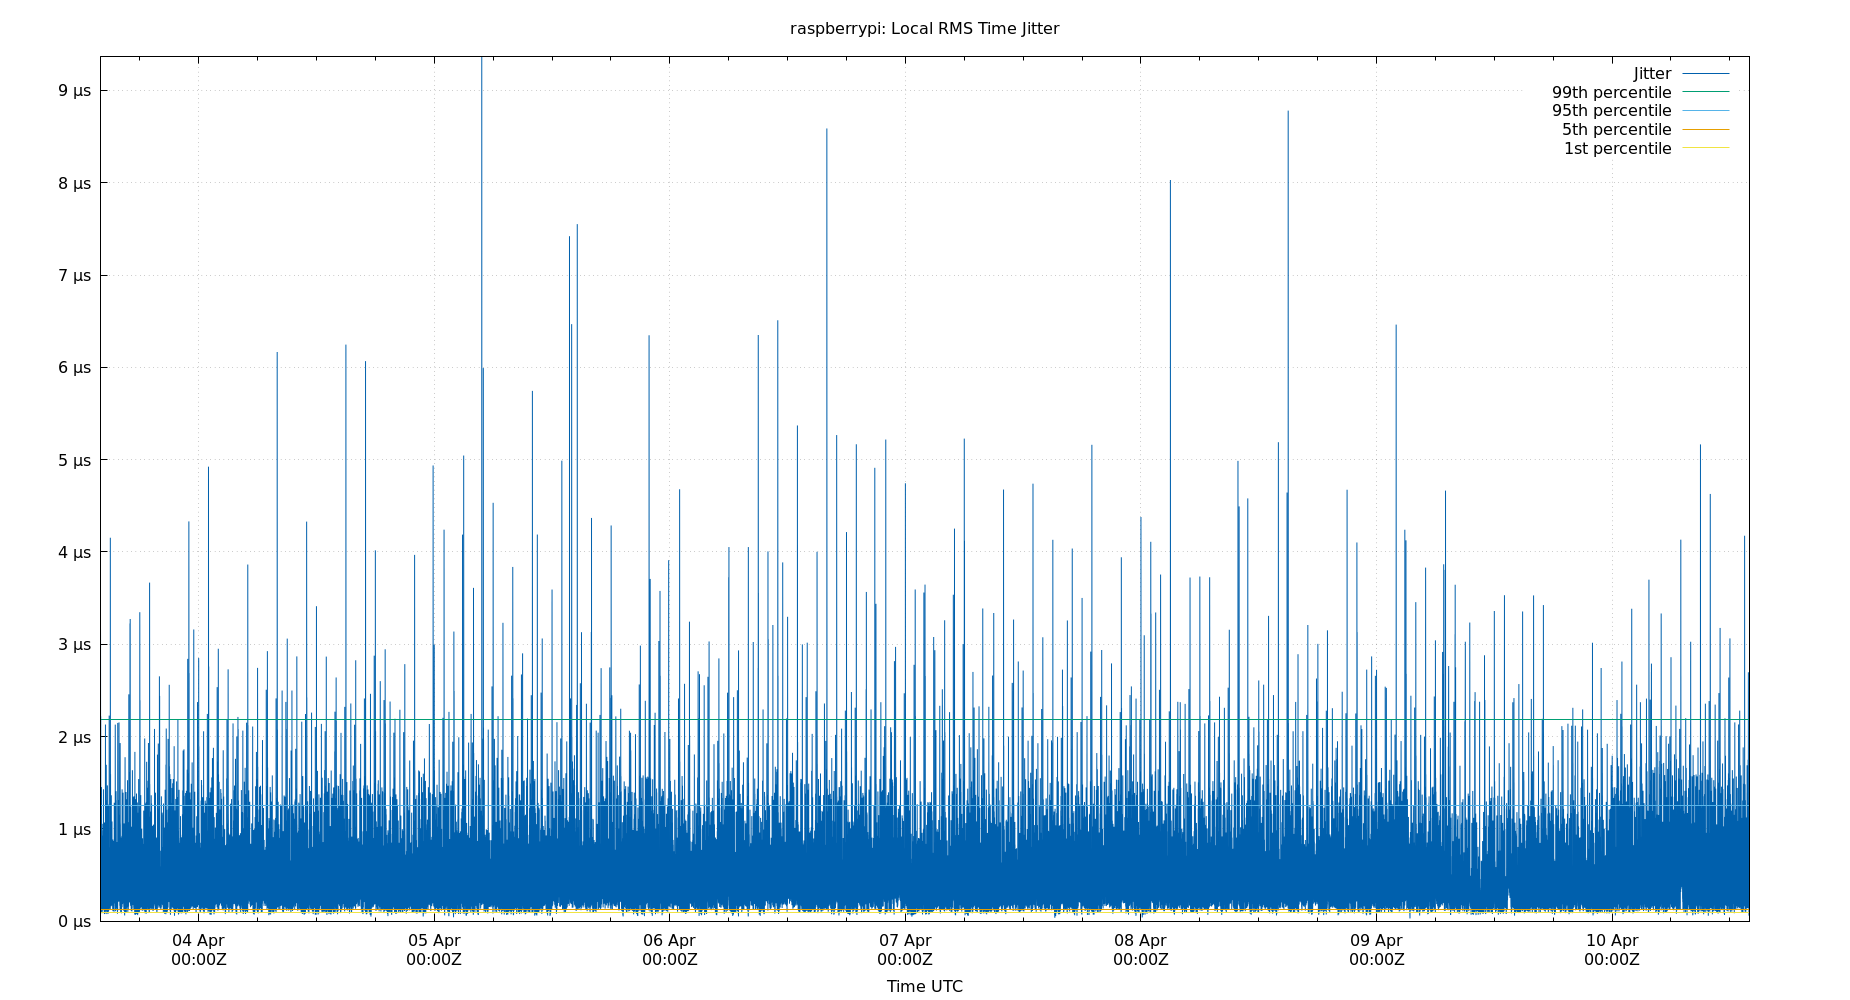 raspberrypi: Local RMS Time Jitter
Jitter
99th percentile
95th percentile
5th percentile
1st percentile
9 µs
8 µs
7 µs
6 µs
5 µs
4 µs
3 µs
2 µs
1 µs
0 µs
04 Apr 05 Apr 06 Apr 07 Apr 08 Apr 09 Apr 10 Apr
00:00Z 00:00Z 00:00Z 00:00Z 00:00Z 00:00Z 00:00Z
Time UTC